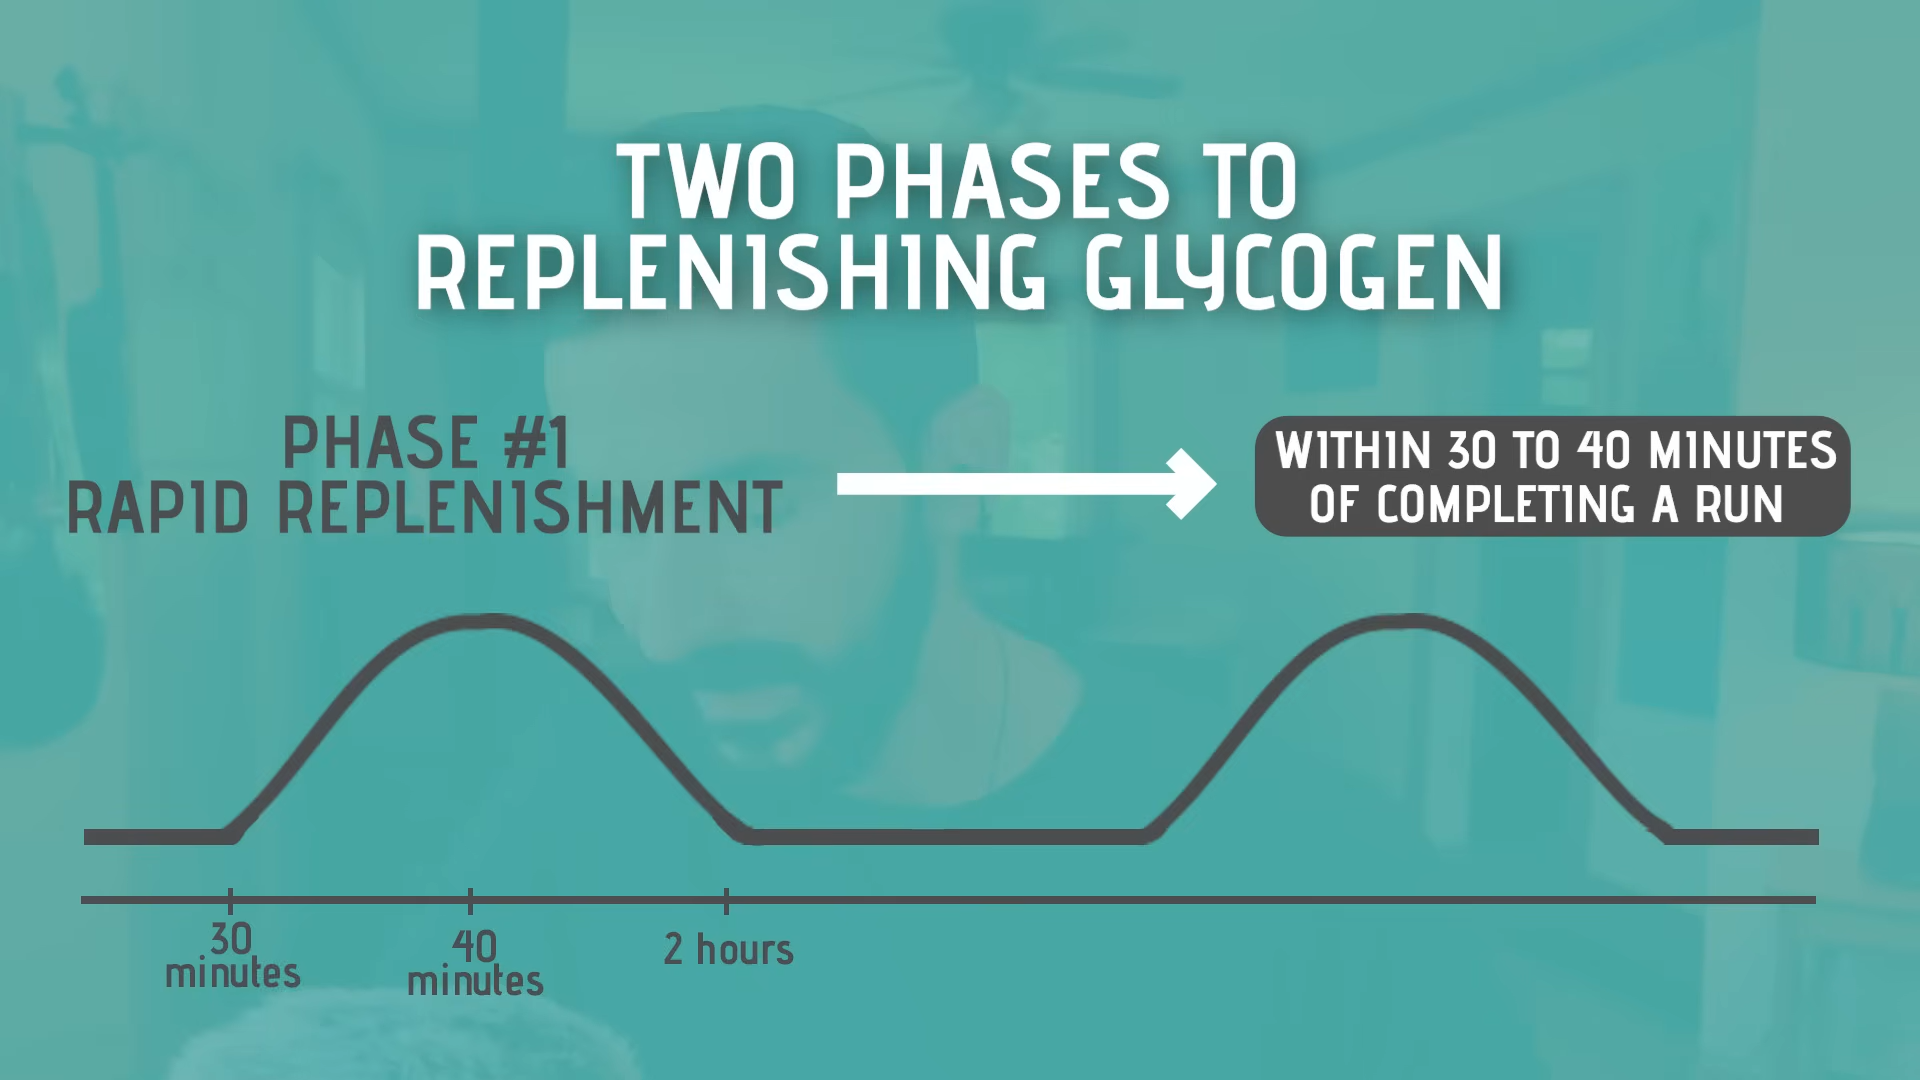 TWO PHASES TO
REPLENISHING GLYCOGEN
PHASE #1
RAPID REPLENISHMENT
WITHIN 30 TO 40 MINUTES
OF COMPLETING A RUN
30
minutes
40
minutes
2 hours